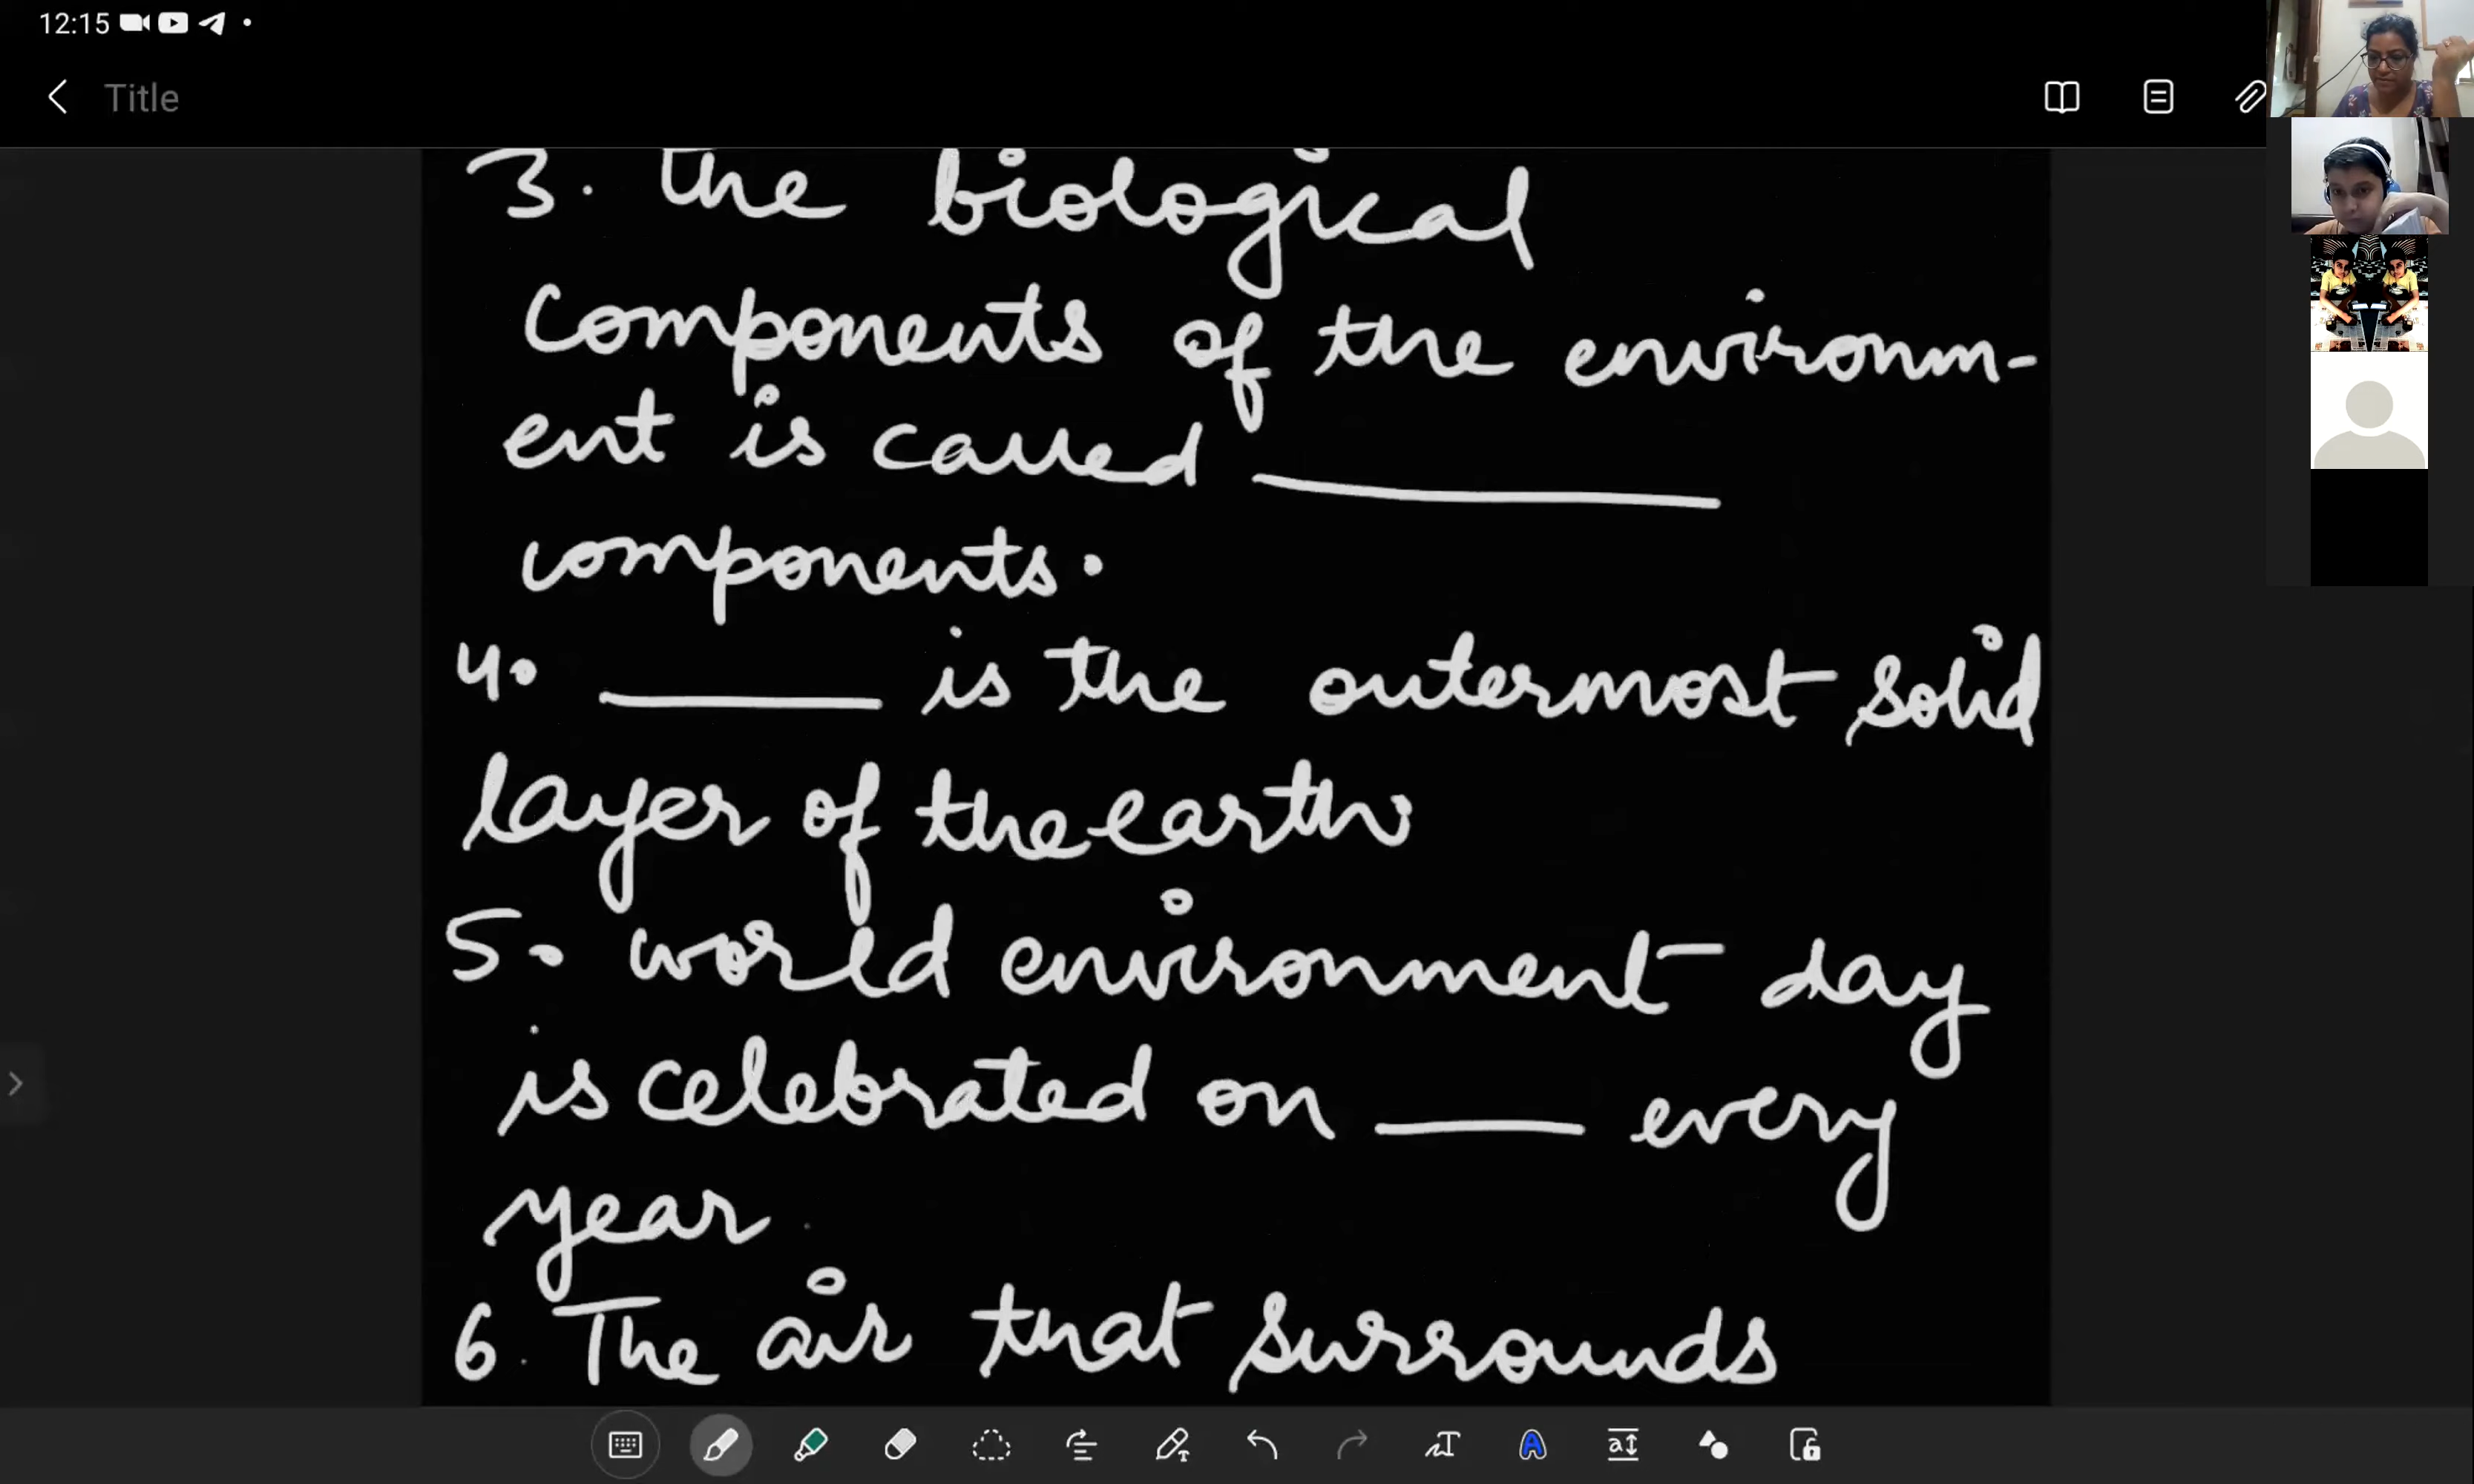 12:15
Title
3. the biological
Components of the environm-
ent is called ________
components.
4. ________ is the outermost solid
layer of the earth.
5. world environment day
is celebrated on ________ every
year.
6. The air that surrounds